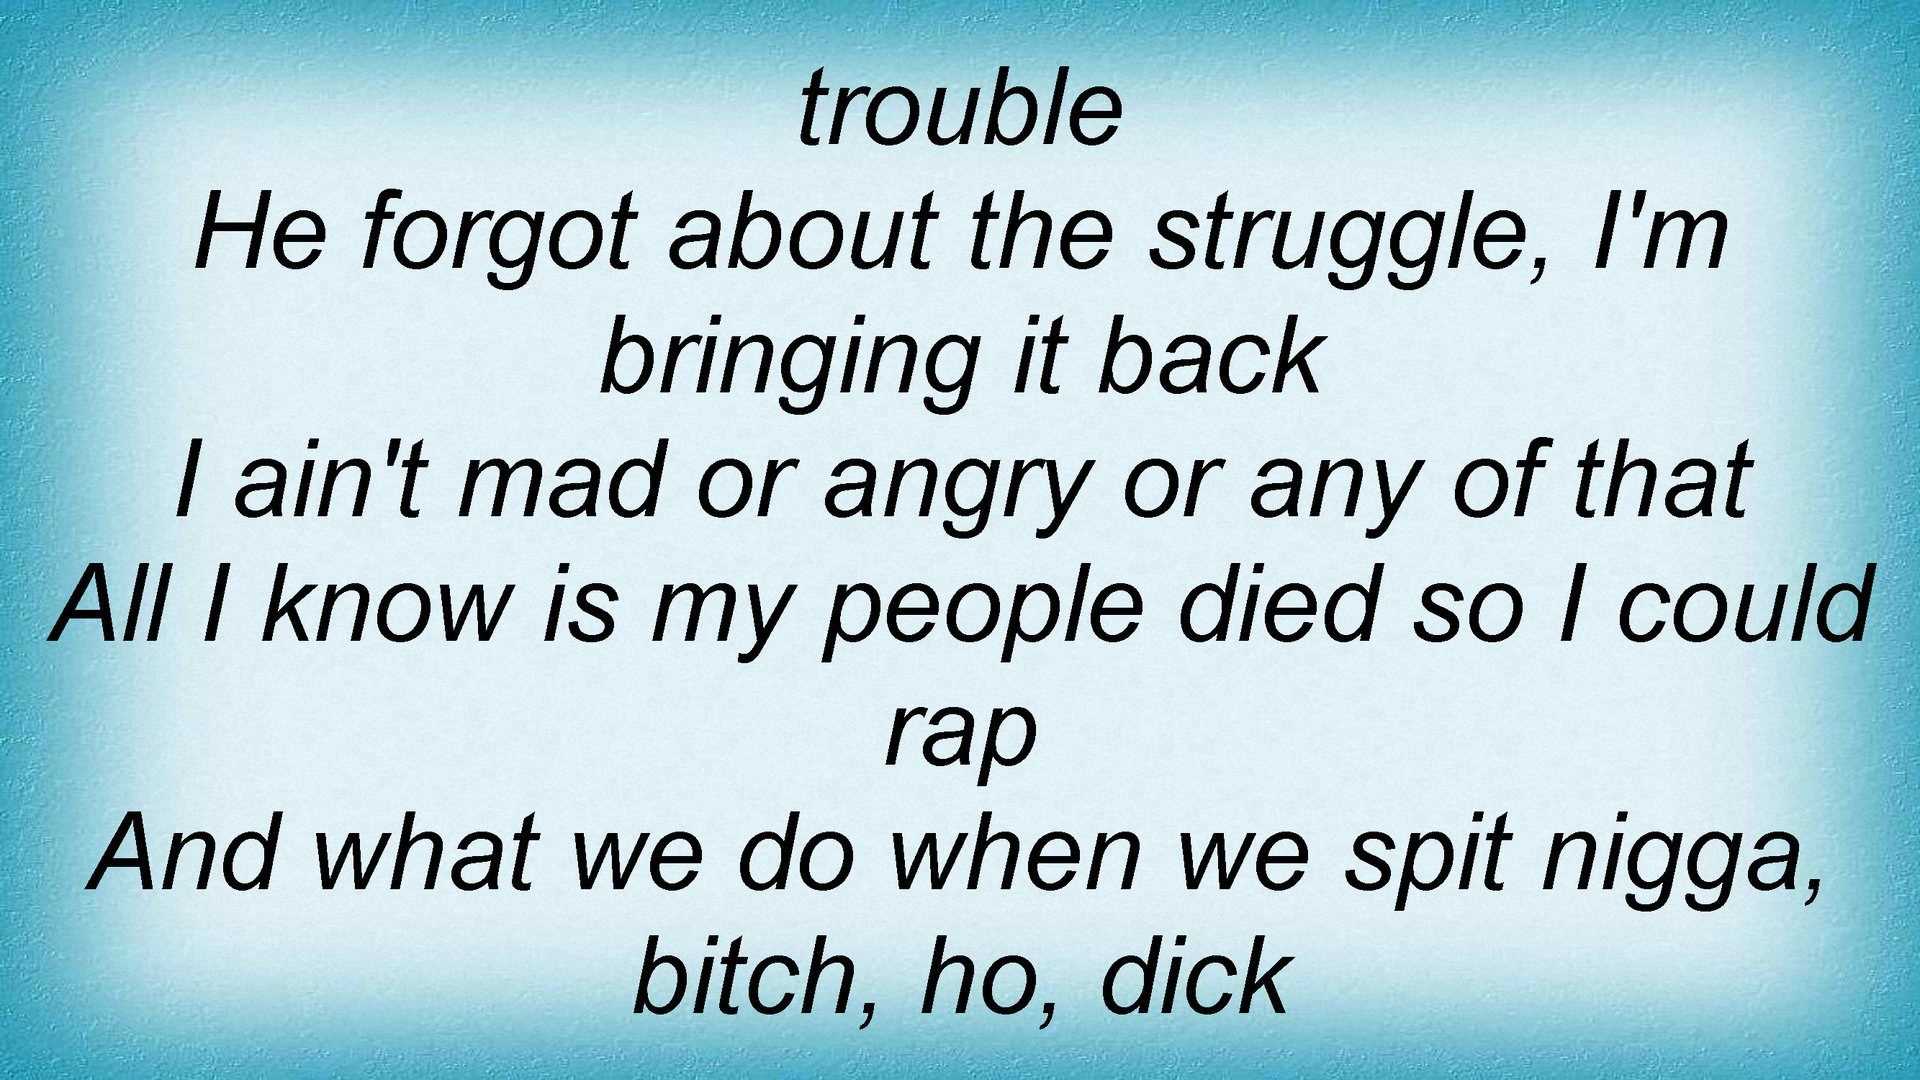 trouble
He forgot about the struggle, I'm
bringing it back
I ain't mad or angry or any of that
All I know is my people died so I could
rap
And what we do when we spit nigga,
bitch, ho, dick